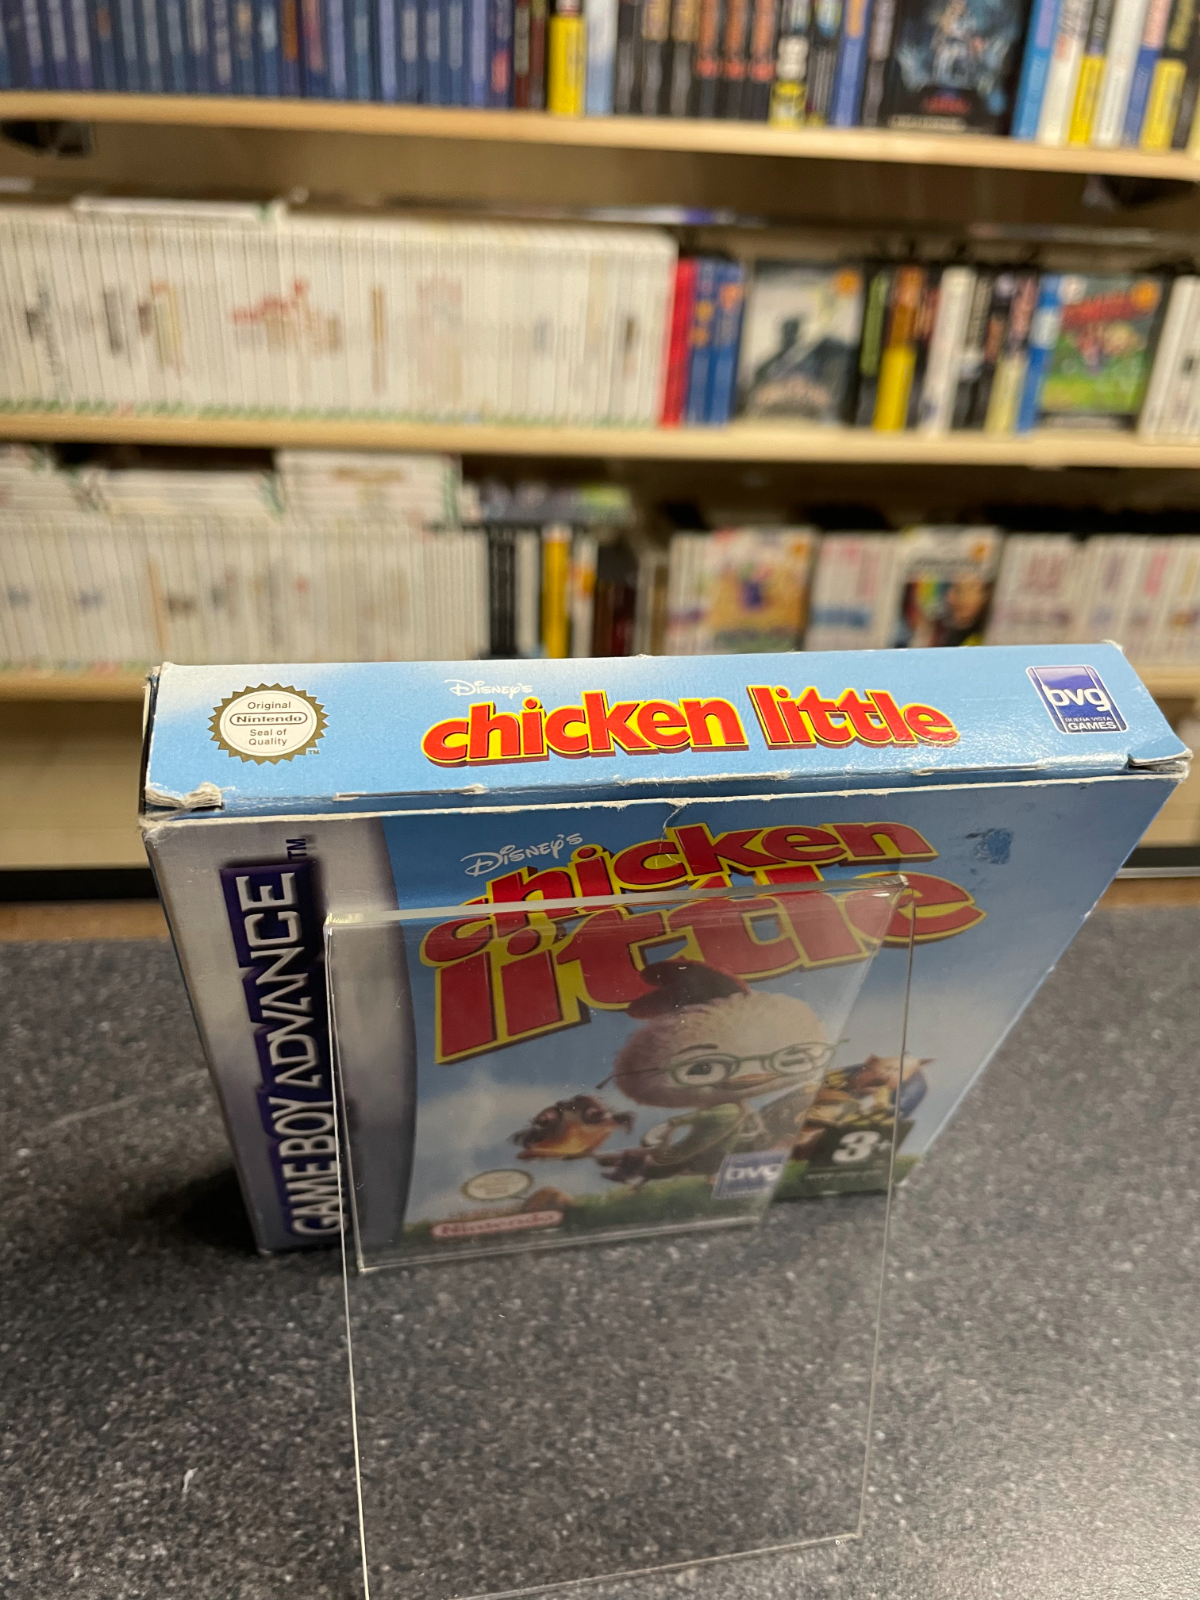 Original
Nintendo
Seal of
Quality
TM
Disney's
chicken little
bvg
BUENA VISTA
GAMES
GAME BOY ADVANCE
TM
Disney's
chicken
little
bvg
3+
Nintendo